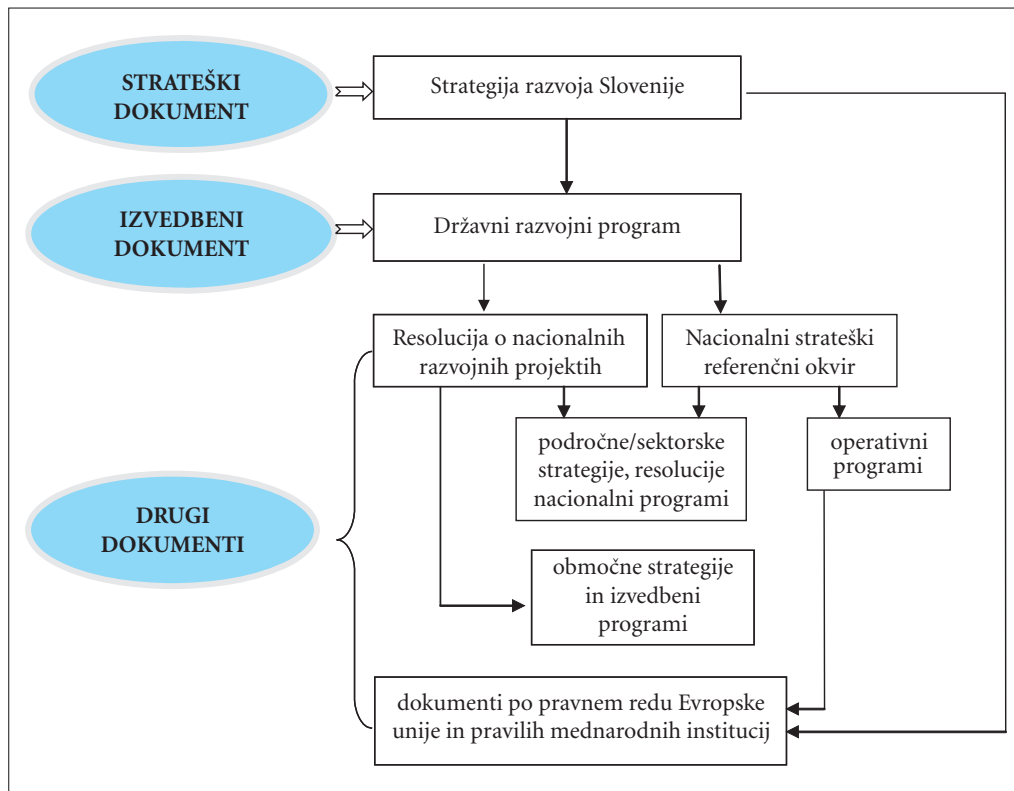 STRATEŠKI
DOKUMENT
Strategija razvoja Slovenije
IZVEDBENI
DOKUMENT
Državni razvojni program
Resolucija o nacionalnih
razvojnih projektih
Nacionalni strateški
referenčni okvir
področne/sektorske
strategije, resolucije
nacionalni programi
operativni
programi
DRUGI
DOKUMENTI
območne strategije
in izvedbeni
programi
dokumenti po pravnem redu Evropske
unije in pravilih mednarodnih institucij